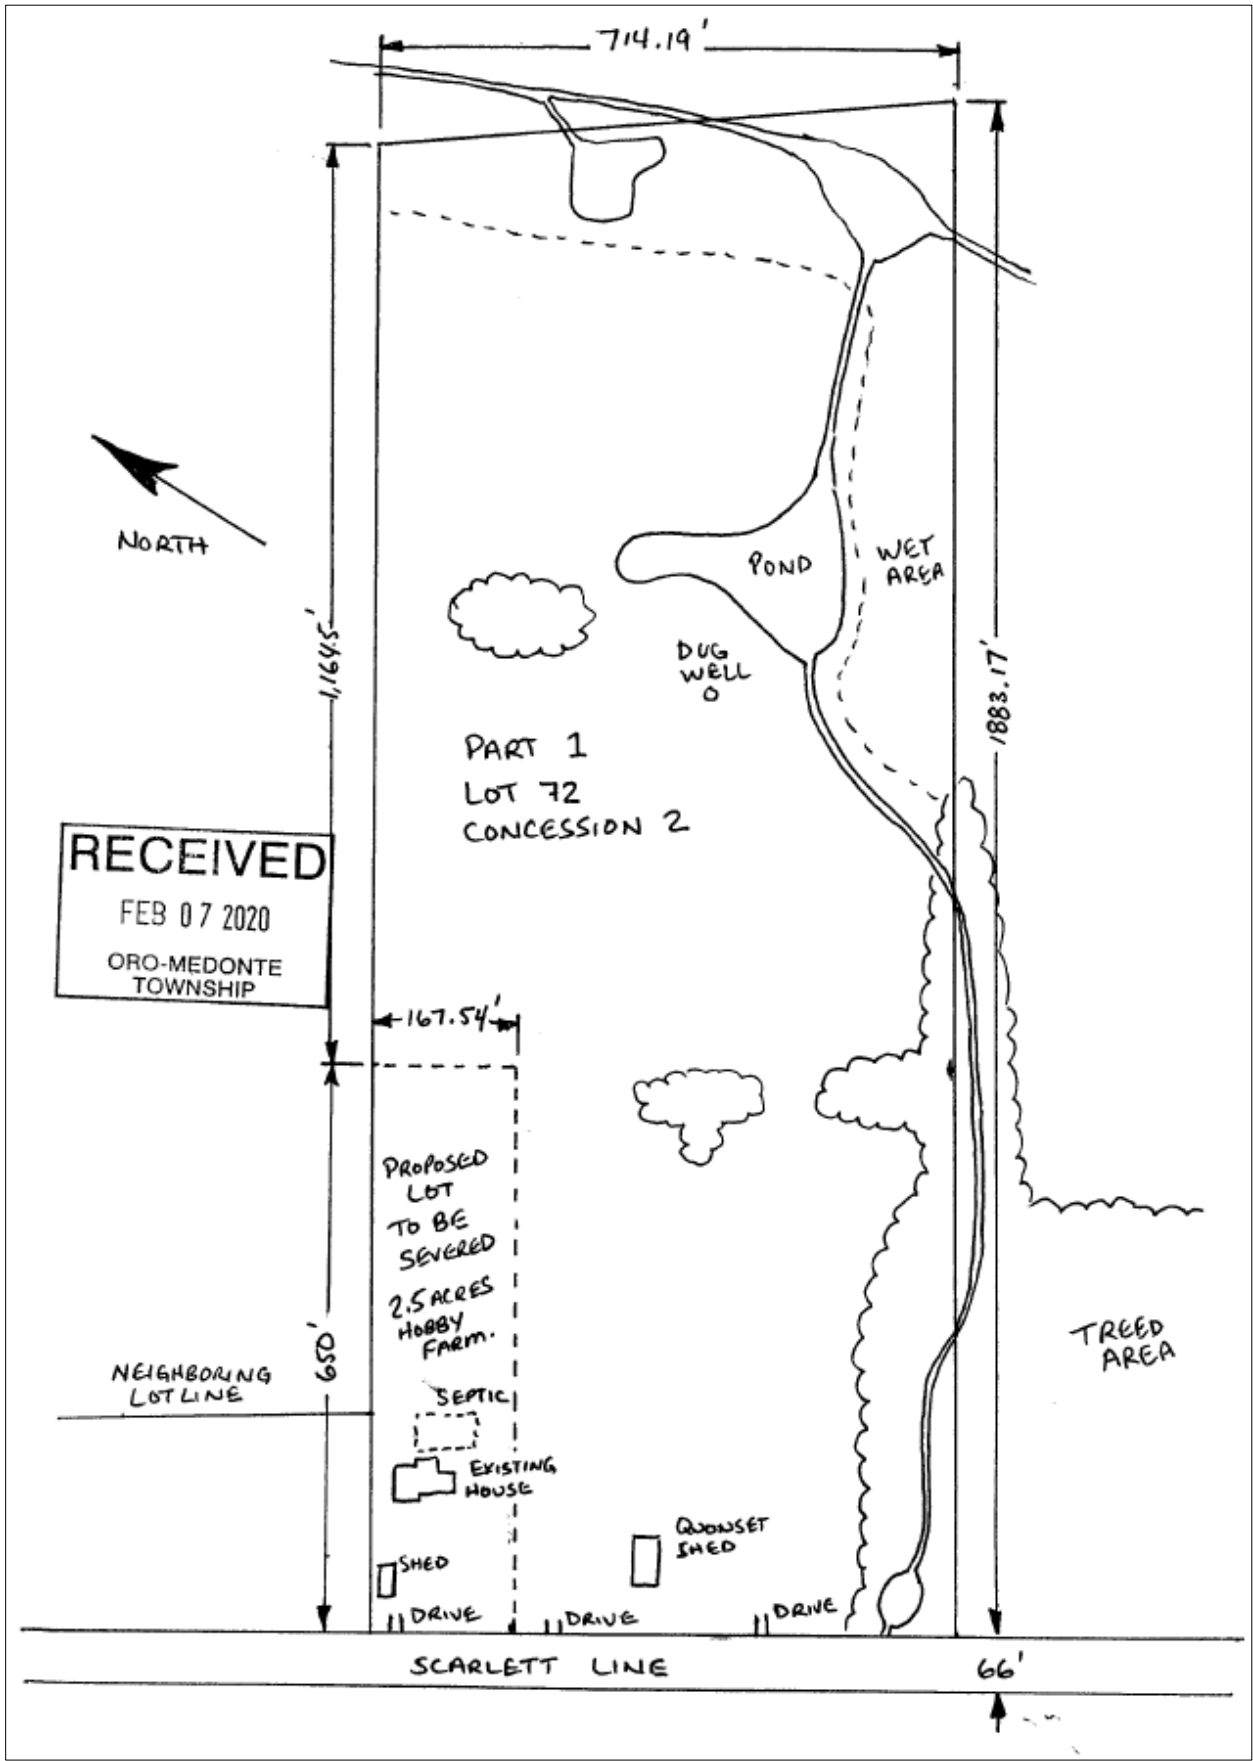 714.19'
NORTH
1,164.5'
POND
WET
AREA
DUG
WELL
1883.17'
PART 1
LOT 72
CONCESSION 2
RECEIVED
FEB 07 2020
ORO-MEDONTE
TOWNSHIP
167.54'
PROPOSED
LOT
TO BE
SEVERED
2.5 ACRES
HOBBY
FARM.
650'
TREED
AREA
NEIGHBORING
LOT LINE
SEPTIC
EXISTING
HOUSE
QUONSET
SHED
SHED
DRIVE
DRIVE
DRIVE
SCARLETT LINE
66'